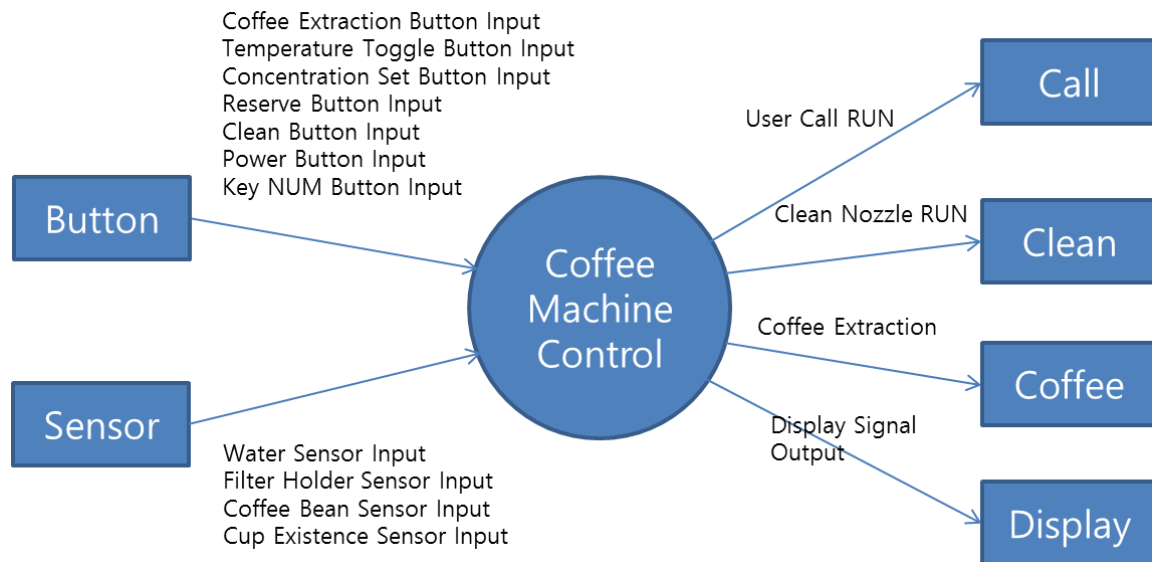 Coffee Extraction Button Input
Temperature Toggle Button Input
Concentration Set Button Input
Reserve Button Input
Clean Button Input
Power Button Input
Key NUM Button Input
Button
Sensor
Water Sensor Input
Filter Holder Sensor Input
Coffee Bean Sensor Input
Cup Existence Sensor Input
Coffee
Machine
Control
User Call RUN
Call
Clean Nozzle RUN
Clean
Coffee Extraction
Coffee
Display Signal
Output
Display